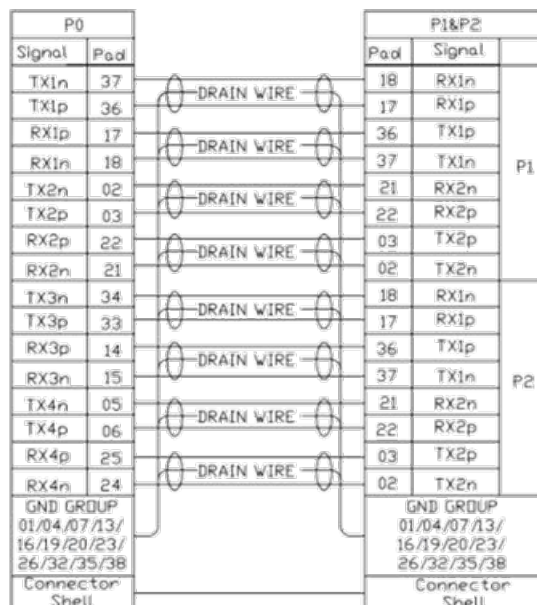 P0 P1&P2
Signal Pad Pad Signal
TX1n 37 DRAIN WIRE 18 RX1n P1
TX1p 36 17 RX1p
RX1p 17 DRAIN WIRE 36 TX1p
RX1n 18 37 TX1n
TX2n 02 DRAIN WIRE 21 RX2n
TX2p 03 22 RX2p
RX2p 22 DRAIN WIRE 03 TX2p
RX2n 21 02 TX2n
TX3n 34 DRAIN WIRE 18 RX1n P2
TX3p 33 17 RX1p
RX3p 14 DRAIN WIRE 36 TX1p
RX3n 15 37 TX1n
TX4n 05 DRAIN WIRE 21 RX2n
TX4p 06 22 RX2p
RX4p 25 DRAIN WIRE 03 TX2p
RX4n 24 02 TX2n
GND GROUP GND GROUP
01/04/07/13/ 01/04/07/13/
16/19/20/23/ 16/19/20/23/
26/32/35/38 26/32/35/38
Connector Connector
Shell Shell